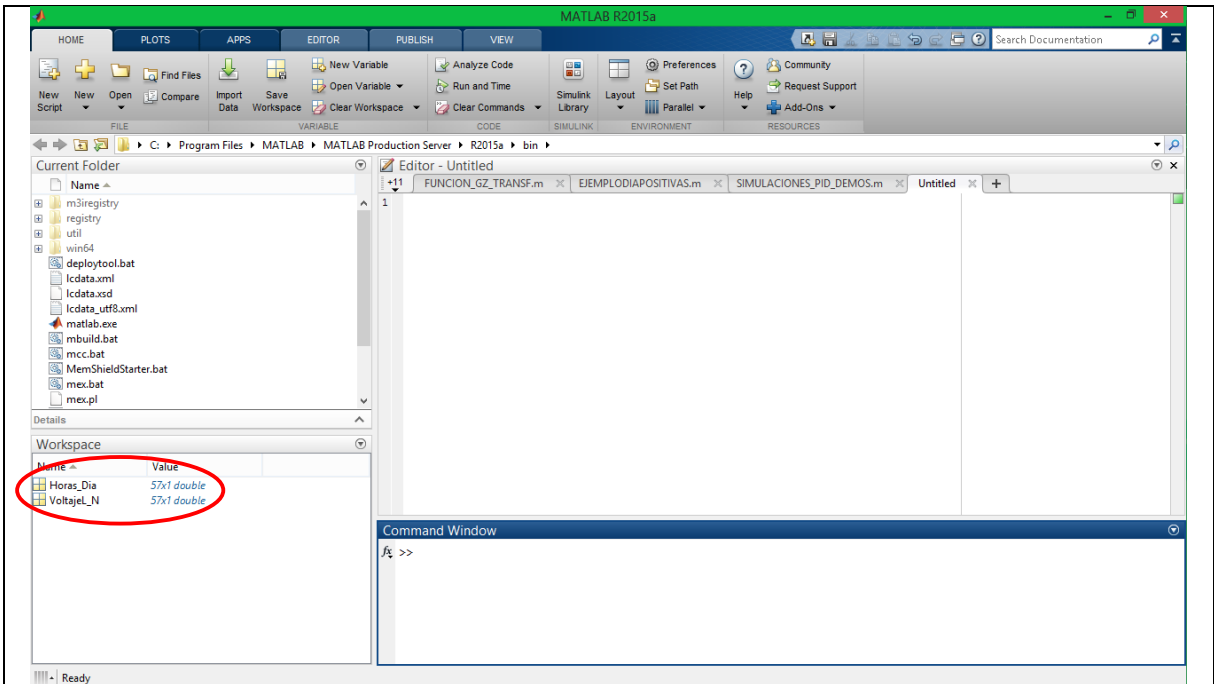 MATLAB R2015a
HOME PLOTS APPS EDITOR PUBLISH VIEW
Search Documentation
New Script
New
Open
Find Files
Compare
Import Data
Save Workspace
New Variable
Open Variable
Clear Workspace
Analyze Code
Run and Time
Clear Commands
Simulink Library
Layout
Preferences
Set Path
Parallel
Help
Community
Request Support
Add-Ons
FILE VARIABLE CODE SIMULINK ENVIRONMENT RESOURCES
C: Program Files MATLAB MATLAB Production Server R2015a bin
Current Folder
Name
m3iregistry
registry
util
win64
deploytool.bat
lcdata.xml
lcdata.xsd
lcdata_utf8.xml
matlab.exe
mbuild.bat
mcc.bat
MemShieldStarter.bat
mex.bat
mex.pl
Details
Workspace
Name Value
Horas_Dia 57x1 double
VoltajeL_N 57x1 double
Editor - Untitled
+11 FUNCION_GZ_TRANSF.m EJEMPLODIAPOSITIVAS.m SIMULACIONES_PID_DEMOS.m Untitled +
1
Command Window
fx >>
Ready